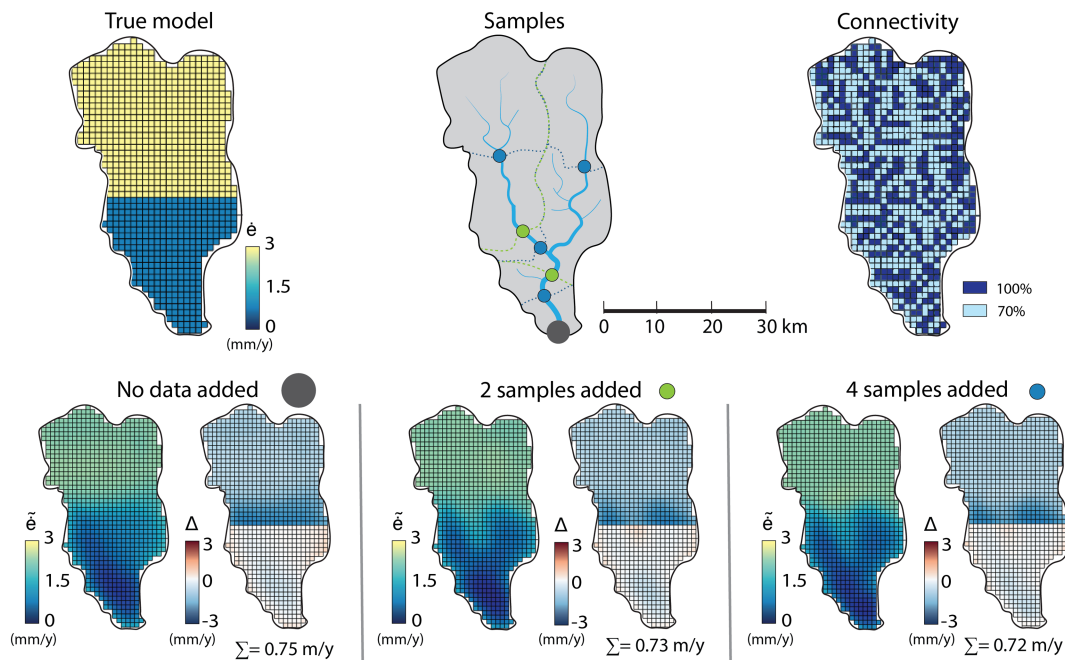 True model
Samples
Connectivity
ė
3
1.5
0
(mm/y)
0
10
20
30 km
100%
70%
No data added
2 samples added
4 samples added
ė̃
3
1.5
0
(mm/y)
Δ
3
0
-3
(mm/y)
∑= 0.75 m/y
ė̃
3
1.5
0
(mm/y)
Δ
3
0
-3
(mm/y)
∑= 0.73 m/y
ė̃
3
1.5
0
(mm/y)
Δ
3
0
-3
(mm/y)
∑= 0.72 m/y